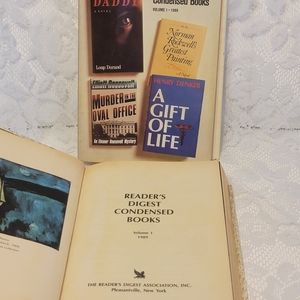 DADDY
A NOVEL
Loup Durand
Condensed Books
VOLUME 1 • 1989
Norman
Rockwell's
Greatest
Painting
Elliott Roosevelt
MURDER IN THE
OVAL OFFICE
An Eleanor Roosevelt Mystery
HENRY DENKER
A
GIFT OF
LIFE
READER'S
DIGEST
CONDENSED
BOOKS
Volume 1
1989
THE READER'S DIGEST ASSOCIATION, INC.
Pleasantville, New York